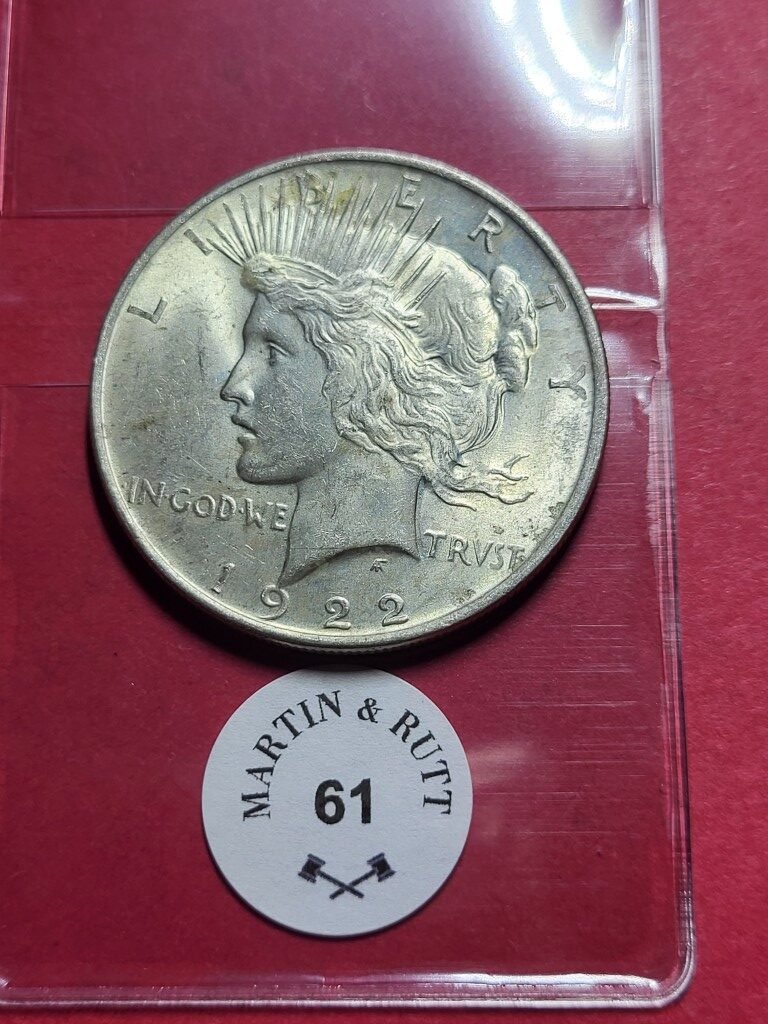 LIBERTY
IN·GOD·WE TRVST
1922
MARTIN & RUTT
61